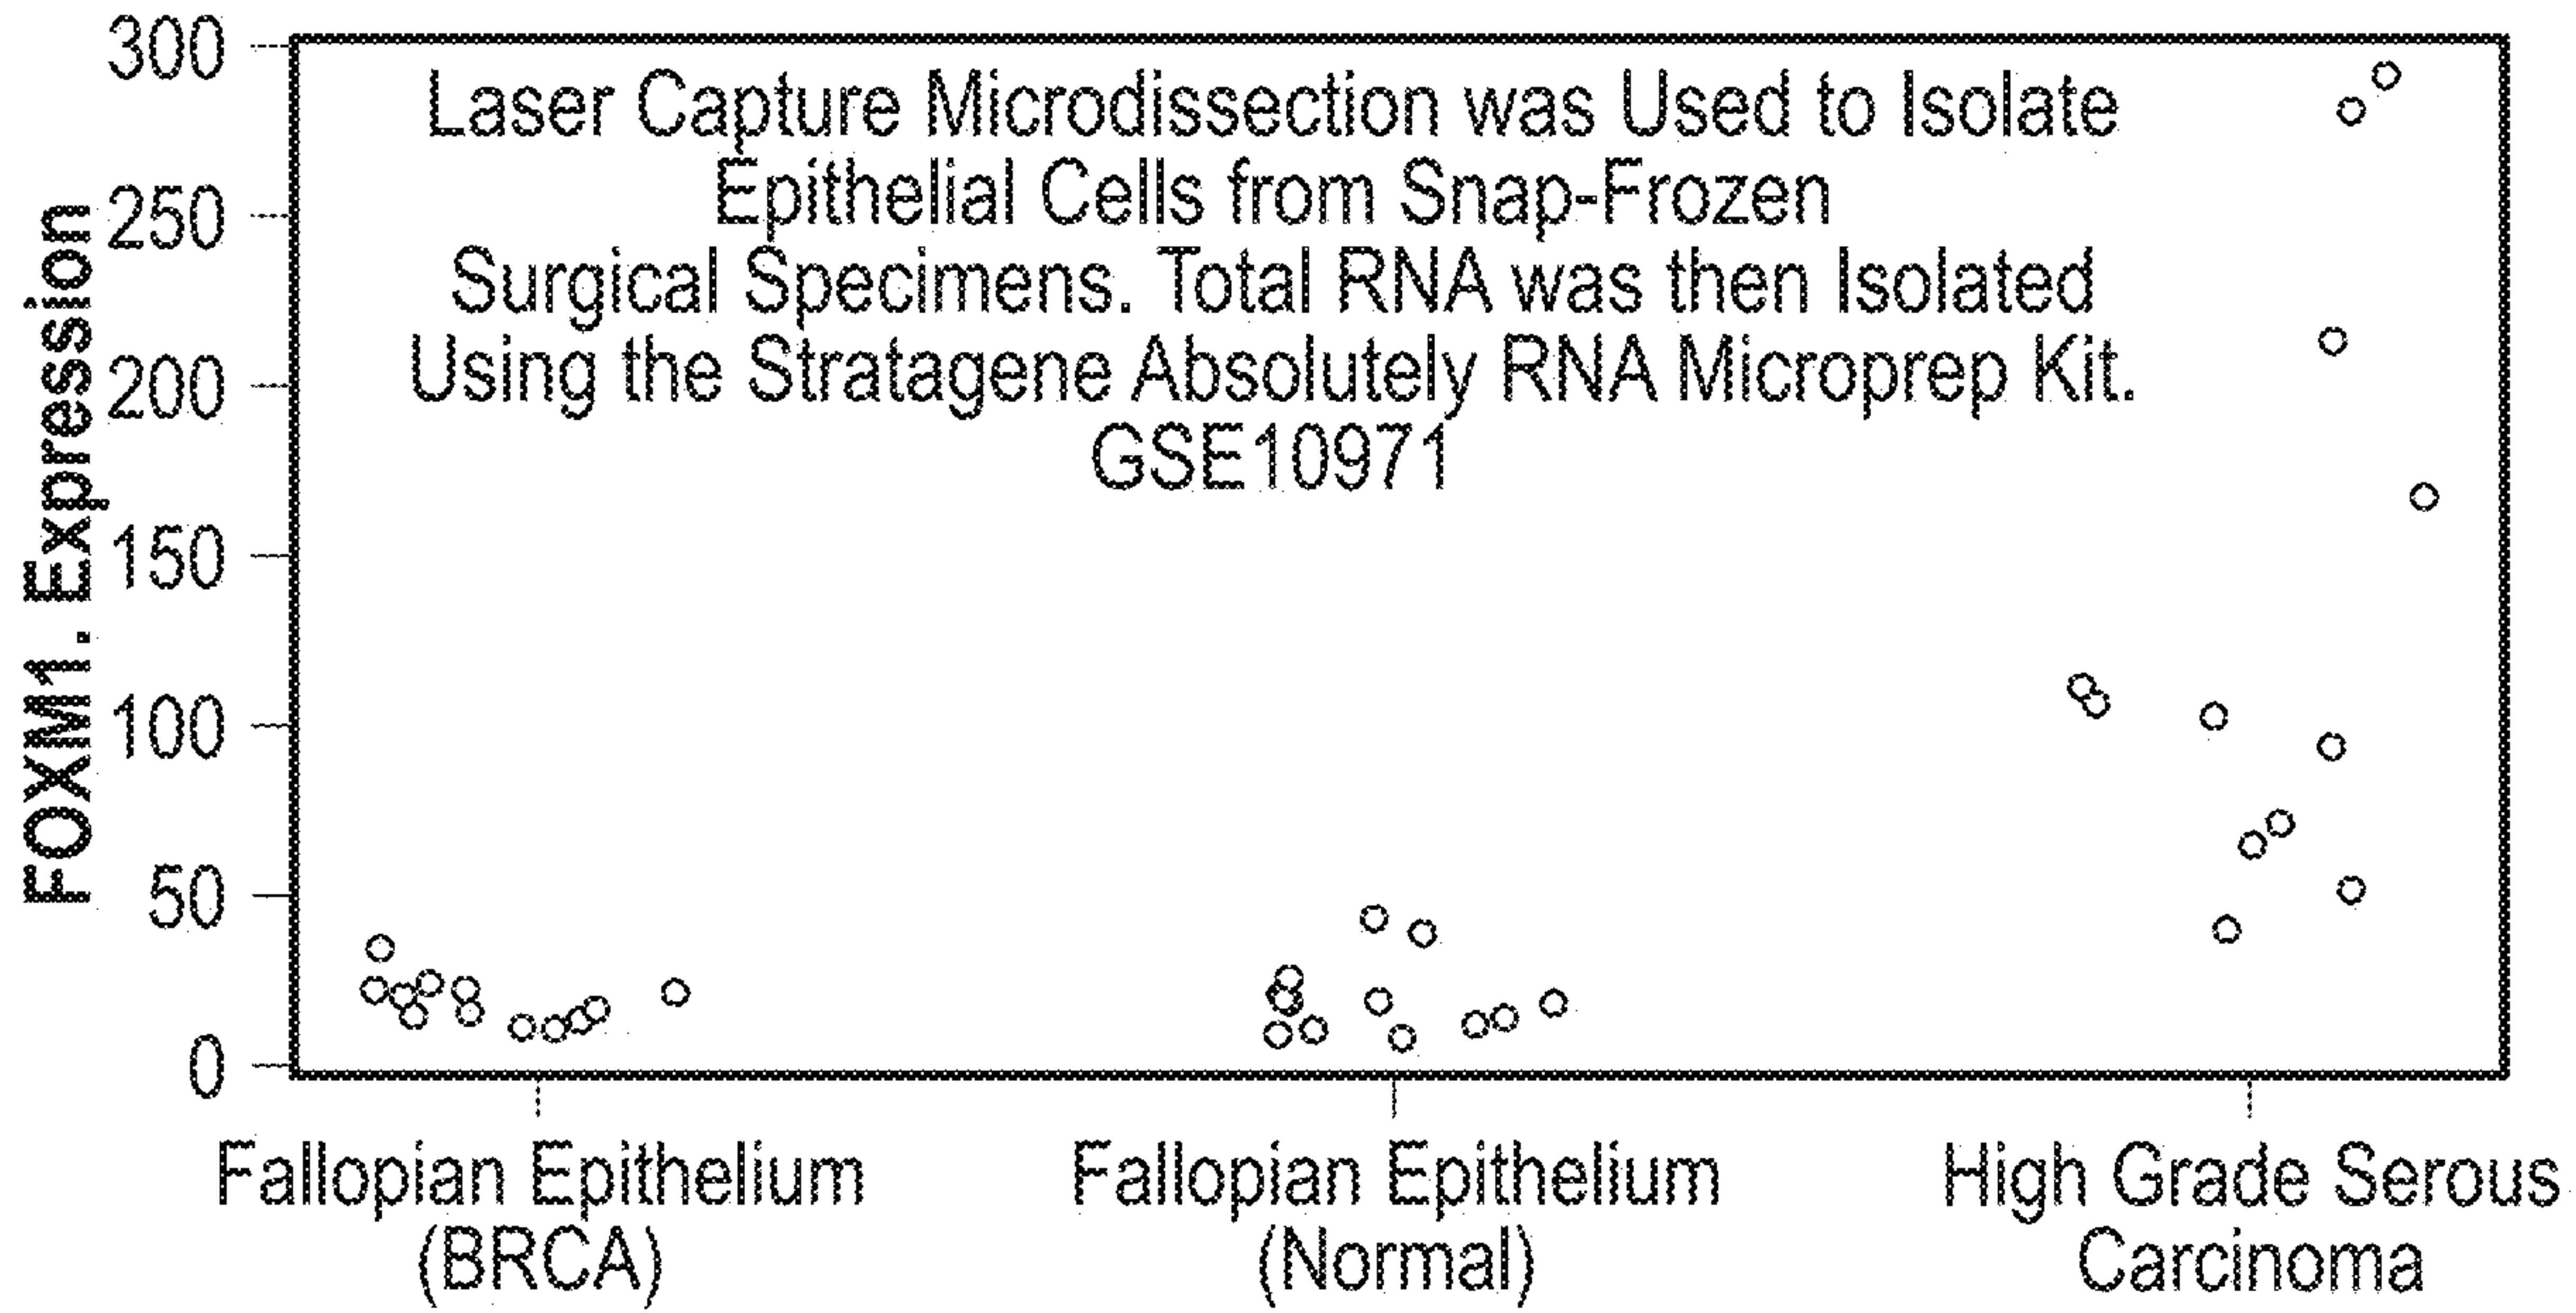 300
Laser Capture Microdissection was Used to Isolate
Epithelial Cells from Snap-Frozen
250
Surgical Specimens. Total RNA was then Isolated
Using the Stratagene Absolutely RNA Microprep Kit.
200
GSE10971
150
100
50
0
FOXM1. Expression
Fallopian Epithelium
(BRCA)
Fallopian Epithelium
(Normal)
High Grade Serous
Carcinoma